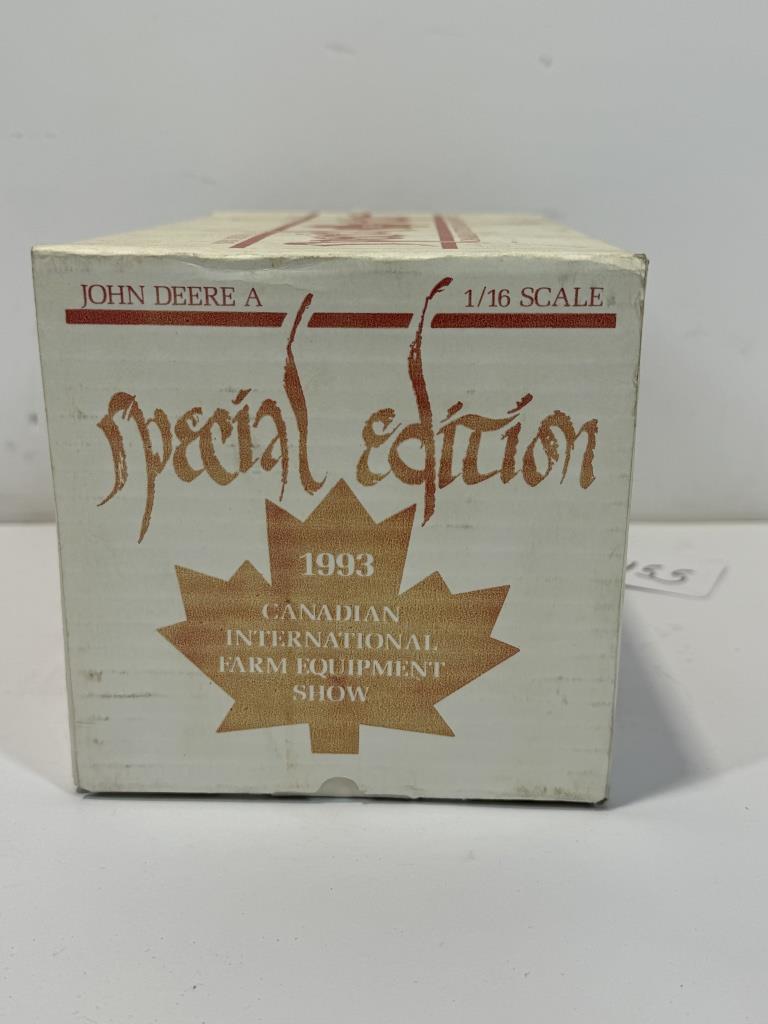 JOHN DEERE A
1/16 SCALE
special edition
1993
CANADIAN
INTERNATIONAL
FARM EQUIPMENT
SHOW